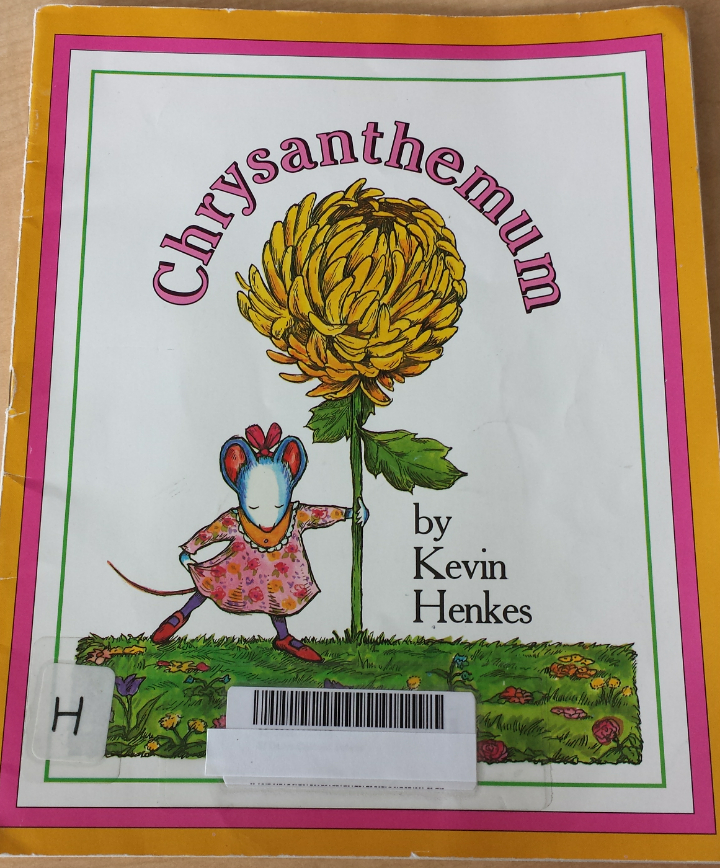 Chrysanthemum
by
Kevin
Henkes
H